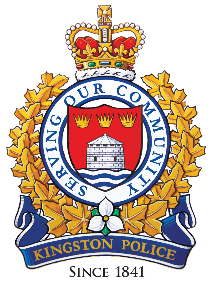 SERVING OUR COMMUNITY
KINGSTON POLICE
SINCE 1841